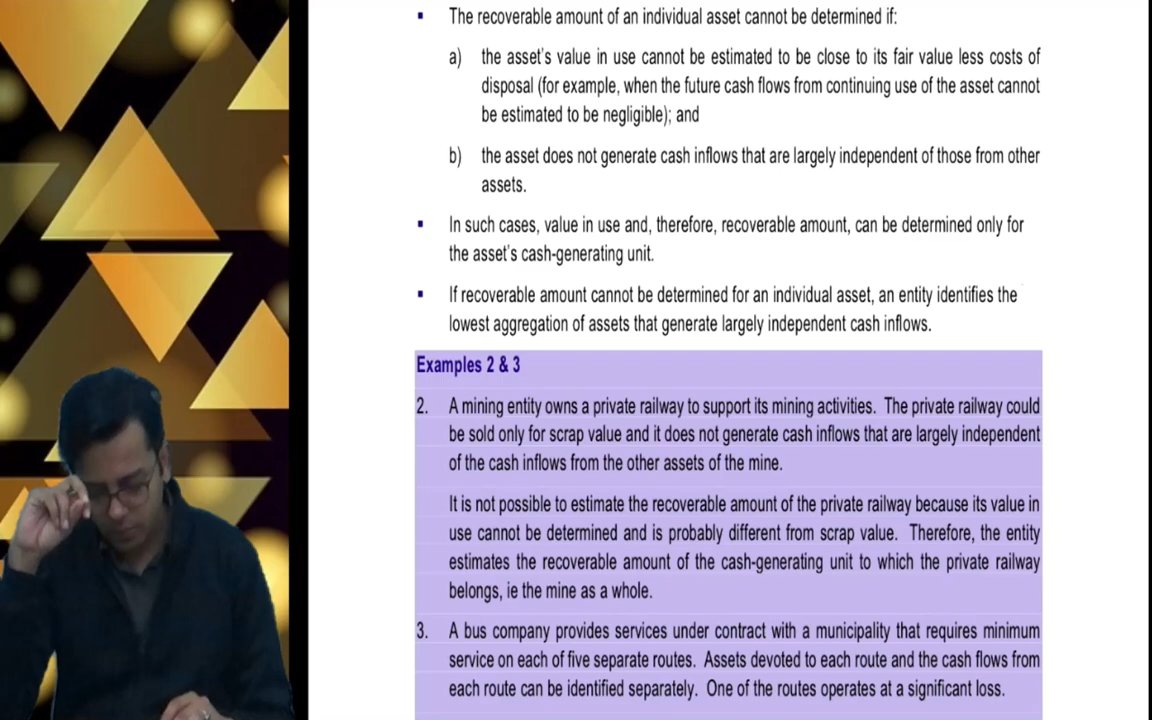 ▪ The recoverable amount of an individual asset cannot be determined if:
a) the asset's value in use cannot be estimated to be close to its fair value less costs of
disposal (for example, when the future cash flows from continuing use of the asset cannot
be estimated to be negligible); and
b) the asset does not generate cash inflows that are largely independent of those from other
assets.
▪ In such cases, value in use and, therefore, recoverable amount, can be determined only for
the asset's cash-generating unit.
▪ If recoverable amount cannot be determined for an individual asset, an entity identifies the
lowest aggregation of assets that generate largely independent cash inflows.
Examples 2 & 3
2. A mining entity owns a private railway to support its mining activities. The private railway could
be sold only for scrap value and it does not generate cash inflows that are largely independent
of the cash inflows from the other assets of the mine.
It is not possible to estimate the recoverable amount of the private railway because its value in
use cannot be determined and is probably different from scrap value. Therefore, the entity
estimates the recoverable amount of the cash-generating unit to which the private railway
belongs, ie the mine as a whole.
3. A bus company provides services under contract with a municipality that requires minimum
service on each of five separate routes. Assets devoted to each route and the cash flows from
each route can be identified separately. One of the routes operates at a significant loss.